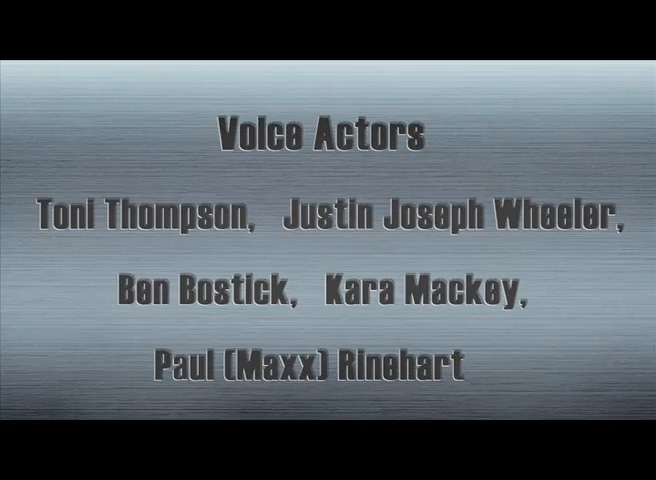 Voice Actors
Toni Thompson, Justin Joseph Wheeler,
Ben Bostick, Kara Mackey,
Paul (Maxx) Rinehart